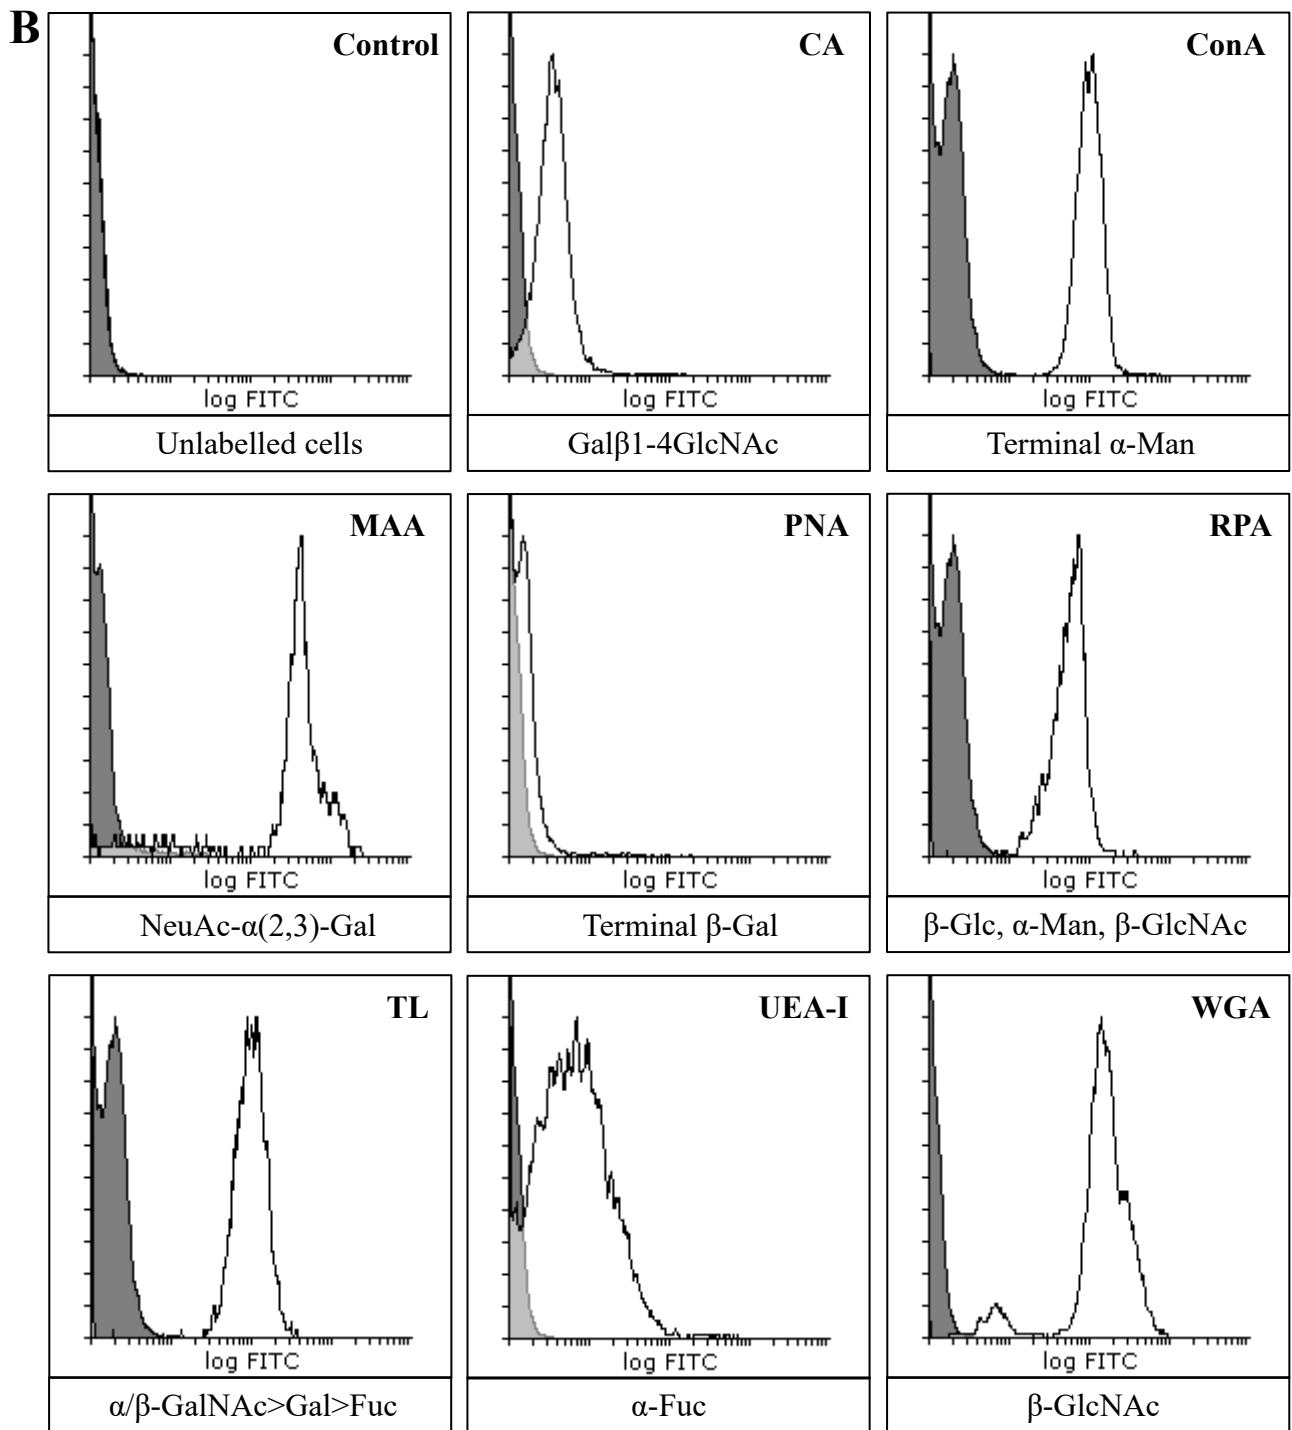 B
Control
log FITC
Unlabelled cells
CA
log FITC
Galβ1-4GlcNAc
ConA
log FITC
Terminal α-Man
MAA
log FITC
NeuAc-α(2,3)-Gal
PNA
log FITC
Terminal β-Gal
RPA
log FITC
β-Glc, α-Man, β-GlcNAc
TL
log FITC
α/β-GalNAc>Gal>Fuc
UEA-I
log FITC
α-Fuc
WGA
log FITC
β-GlcNAc